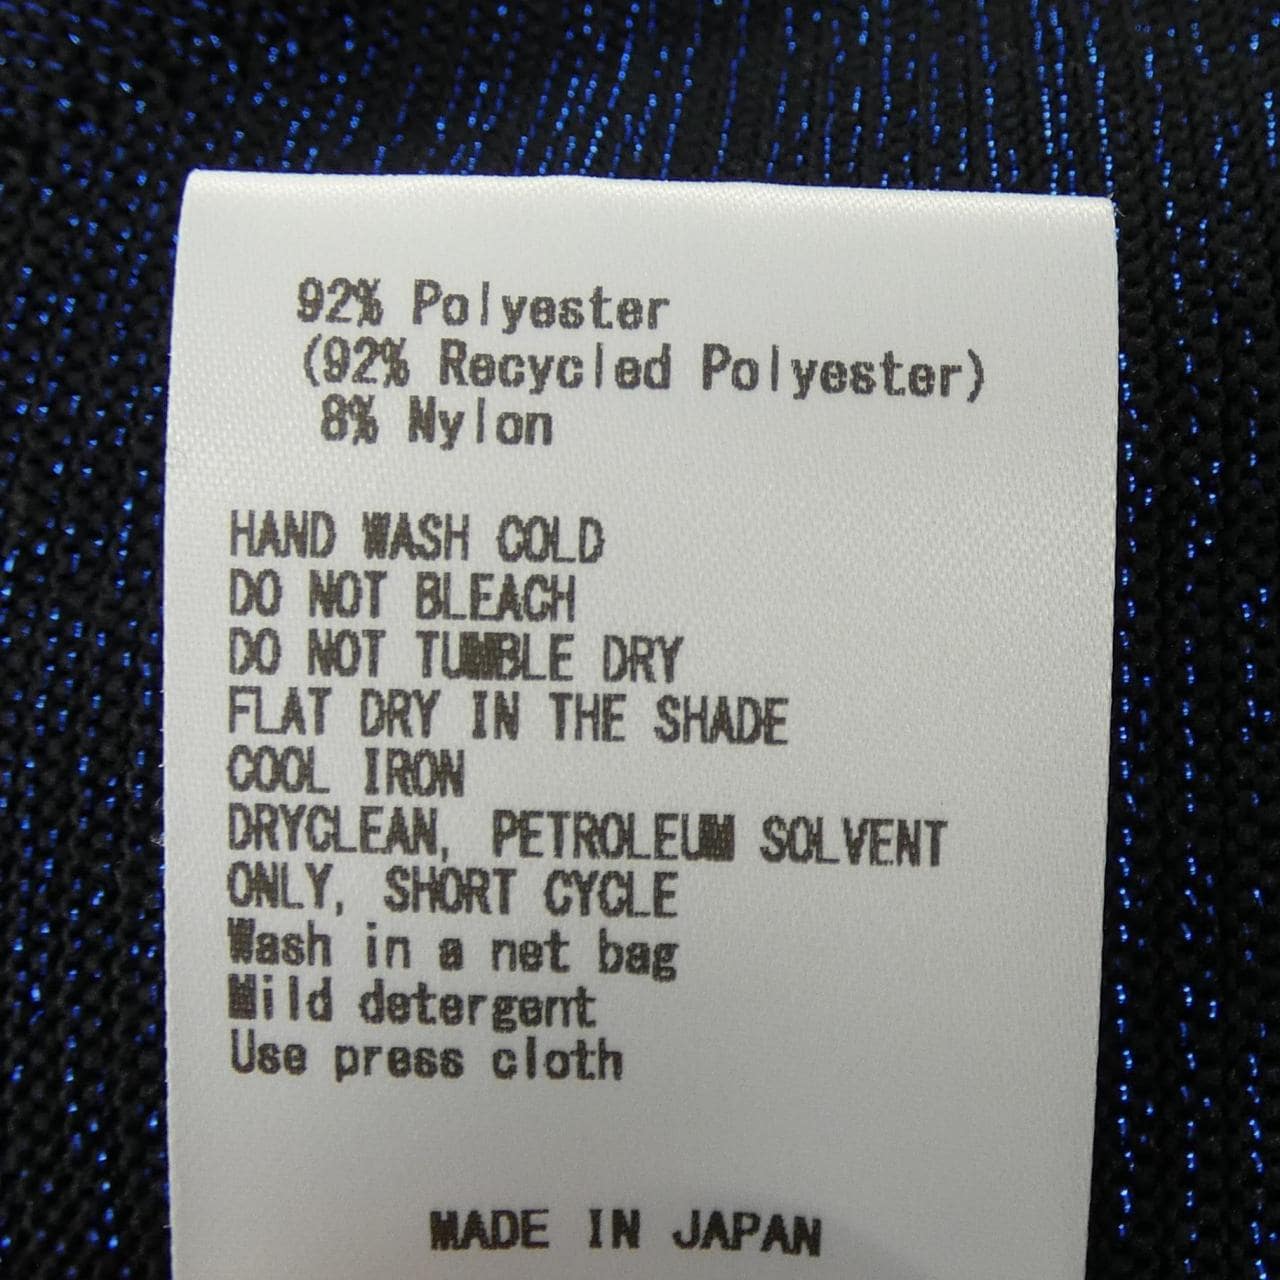 92% Polyester
(92% Recycled Polyester)
8% Nylon
HAND WASH COLD
DO NOT BLEACH
DO NOT TUMBLE DRY
FLAT DRY IN THE SHADE
COOL IRON
DRYCLEAN, PETROLEUM SOLVENT
ONLY, SHORT CYCLE
Wash in a net bag
Mild detergent
Use press cloth
MADE IN JAPAN